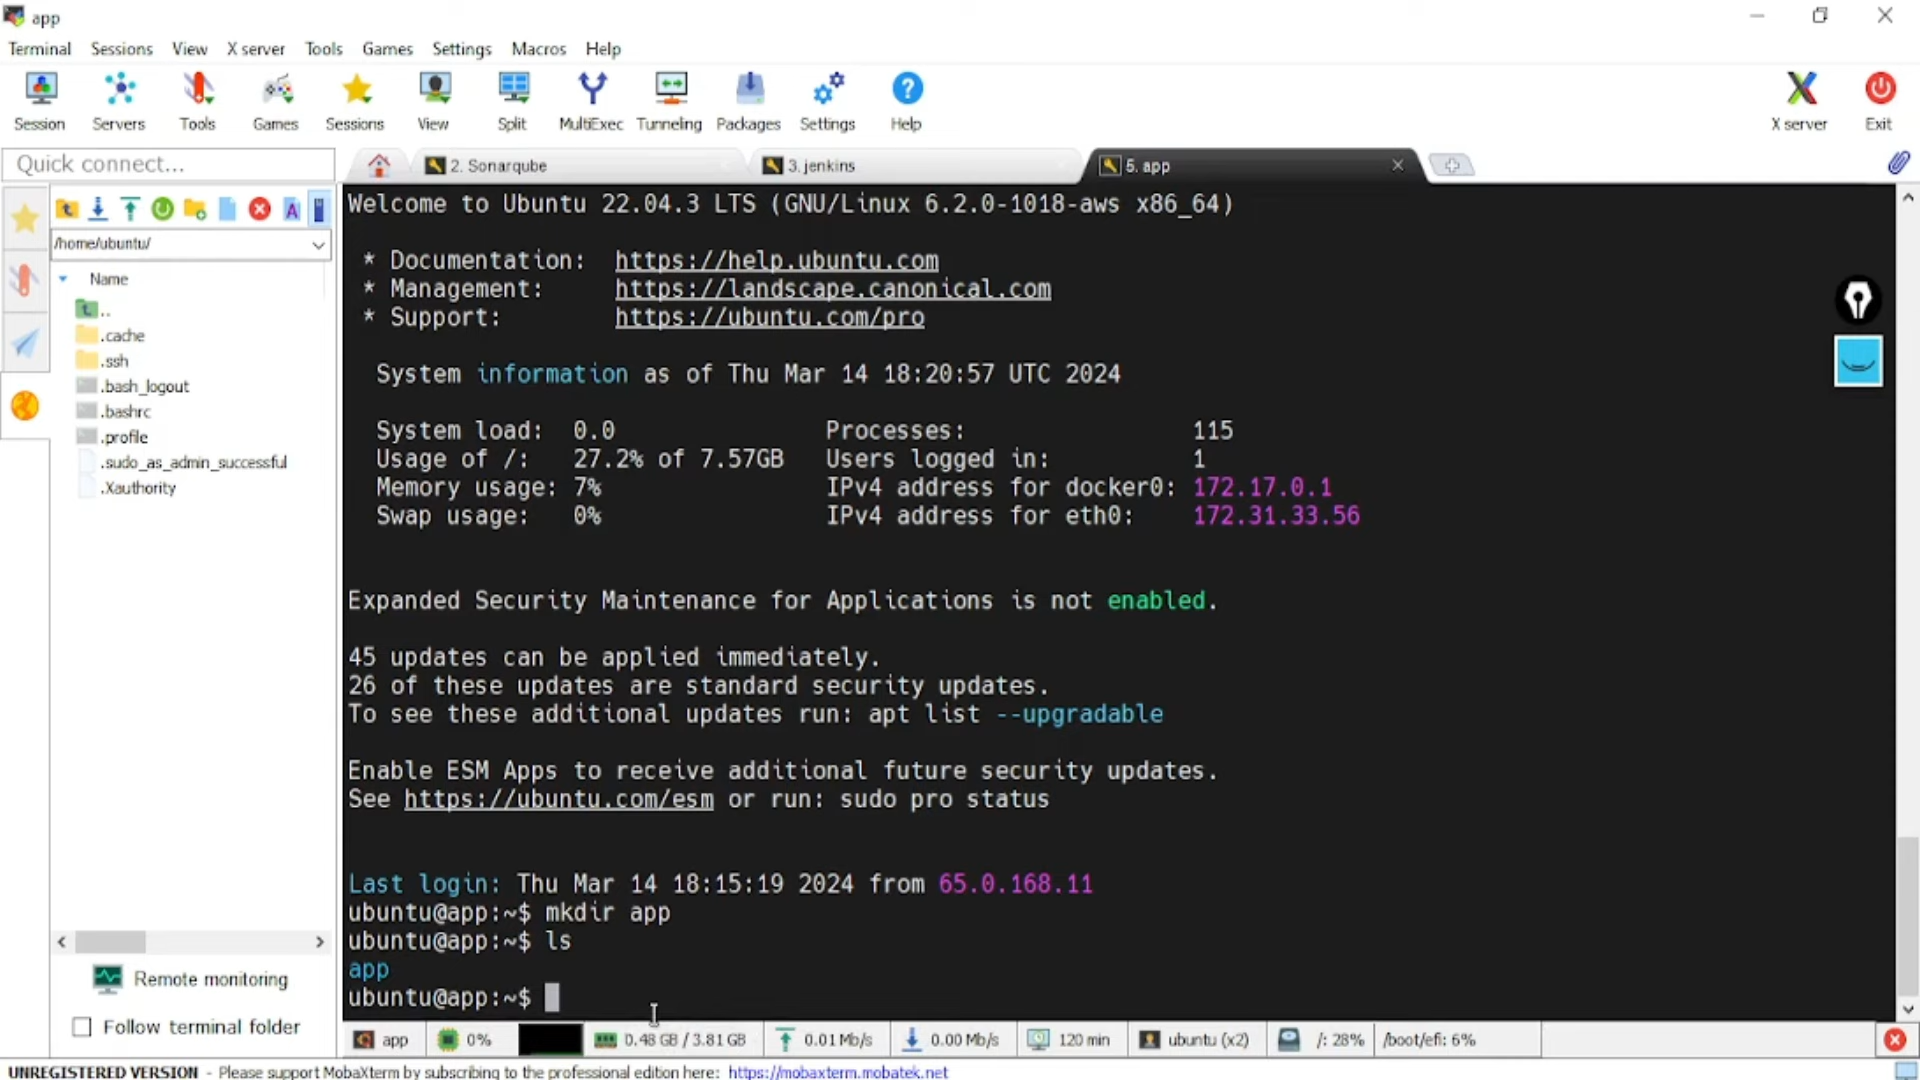 app
Terminal Sessions View X server Tools Games Settings Macros Help
Session Servers Tools Games Sessions View Split MultiExec Tunneling Packages Settings Help X server Exit
Quick connect...
2. Sonarqube
3. jenkins
5. app
/home/ubuntu/
Name
..
.cache
.ssh
.bash_logout
.bashrc
.profile
.sudo_as_admin_successful
.Xauthority
Remote monitoring
Follow terminal folder
Welcome to Ubuntu 22.04.3 LTS (GNU/Linux 6.2.0-1018-aws x86_64)
* Documentation: https://help.ubuntu.com
* Management: https://landscape.canonical.com
* Support: https://ubuntu.com/pro
System information as of Thu Mar 14 18:20:57 UTC 2024
System load: 0.0 Processes: 115
Usage of /: 27.2% of 7.57GB Users logged in: 1
Memory usage: 7% IPv4 address for docker0: 172.17.0.1
Swap usage: 0% IPv4 address for eth0: 172.31.33.56
Expanded Security Maintenance for Applications is not enabled.
45 updates can be applied immediately.
26 of these updates are standard security updates.
To see these additional updates run: apt list --upgradable
Enable ESM Apps to receive additional future security updates.
See https://ubuntu.com/esm or run: sudo pro status
Last login: Thu Mar 14 18:15:19 2024 from 65.0.168.11
ubuntu@app:~$ mkdir app
ubuntu@app:~$ ls
app
ubuntu@app:~$
app 0% 0.48 GB / 3.81 GB 0.01 Mb/s 0.00 Mb/s 120 min ubuntu (x2) /: 28% /boot/efi: 6%
UNREGISTERED VERSION - Please support MobaXterm by subscribing to the professional edition here: https://mobaxterm.mobatek.net